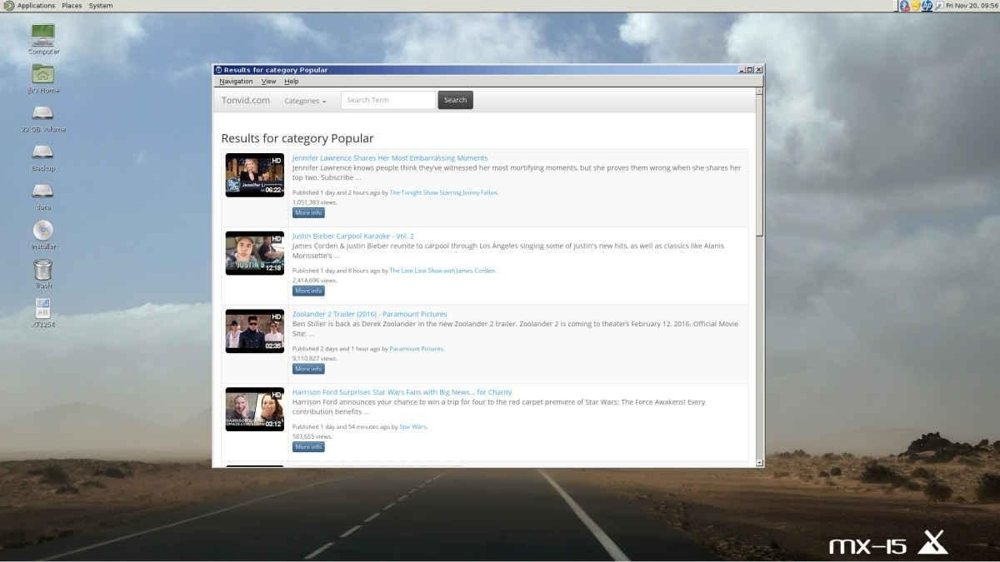 Applications Places System
Fri Nov 20, 09:56
Computer
jb's Home
22 GB Volume
Backup
data
Installer
Trash
XT1254
Results for category Popular
Navigation View Help
Tonvid.com Categories Search Term Search
Results for category Popular
HD
06:22
Jennifer Lawrence Shares Her Most Embarrassing Moments
Jennifer Lawrence knows people think they've witnessed her most mortifying moments, but she proves them wrong when she shares her
top two. Subscribe ...
Published 1 day and 2 hours ago by The Tonight Show Starring Jimmy Fallon.
1,051,383 views.
More info
HD
JUSTIN B
12:18
Justin Bieber Carpool Karaoke - Vol. 2
James Corden & Justin Bieber reunite to carpool through Los Angeles singing some of Justin's new hits, as well as classics like Alanis
Morissette's ...
Published 1 day and 8 hours ago by The Late Late Show with James Corden.
2,414,696 views.
More info
HD
02:35
Zoolander 2 Trailer (2016) - Paramount Pictures
Ben Stiller is back as Derek Zoolander in the new Zoolander 2 trailer. Zoolander 2 is coming to theaters February 12, 2016. Official Movie
Site: ...
Published 2 days and 1 hour ago by Paramount Pictures.
9,110,827 views.
More info
HD
03:12
Harrison Ford Surprises Star Wars Fans with Big News... for Charity
Harrison Ford announces your chance to win a trip for four to the red carpet premiere of Star Wars: The Force Awakens! Every
contribution benefits ...
Published 1 day and 54 minutes ago by Star Wars.
583,655 views.
More info
mx-15